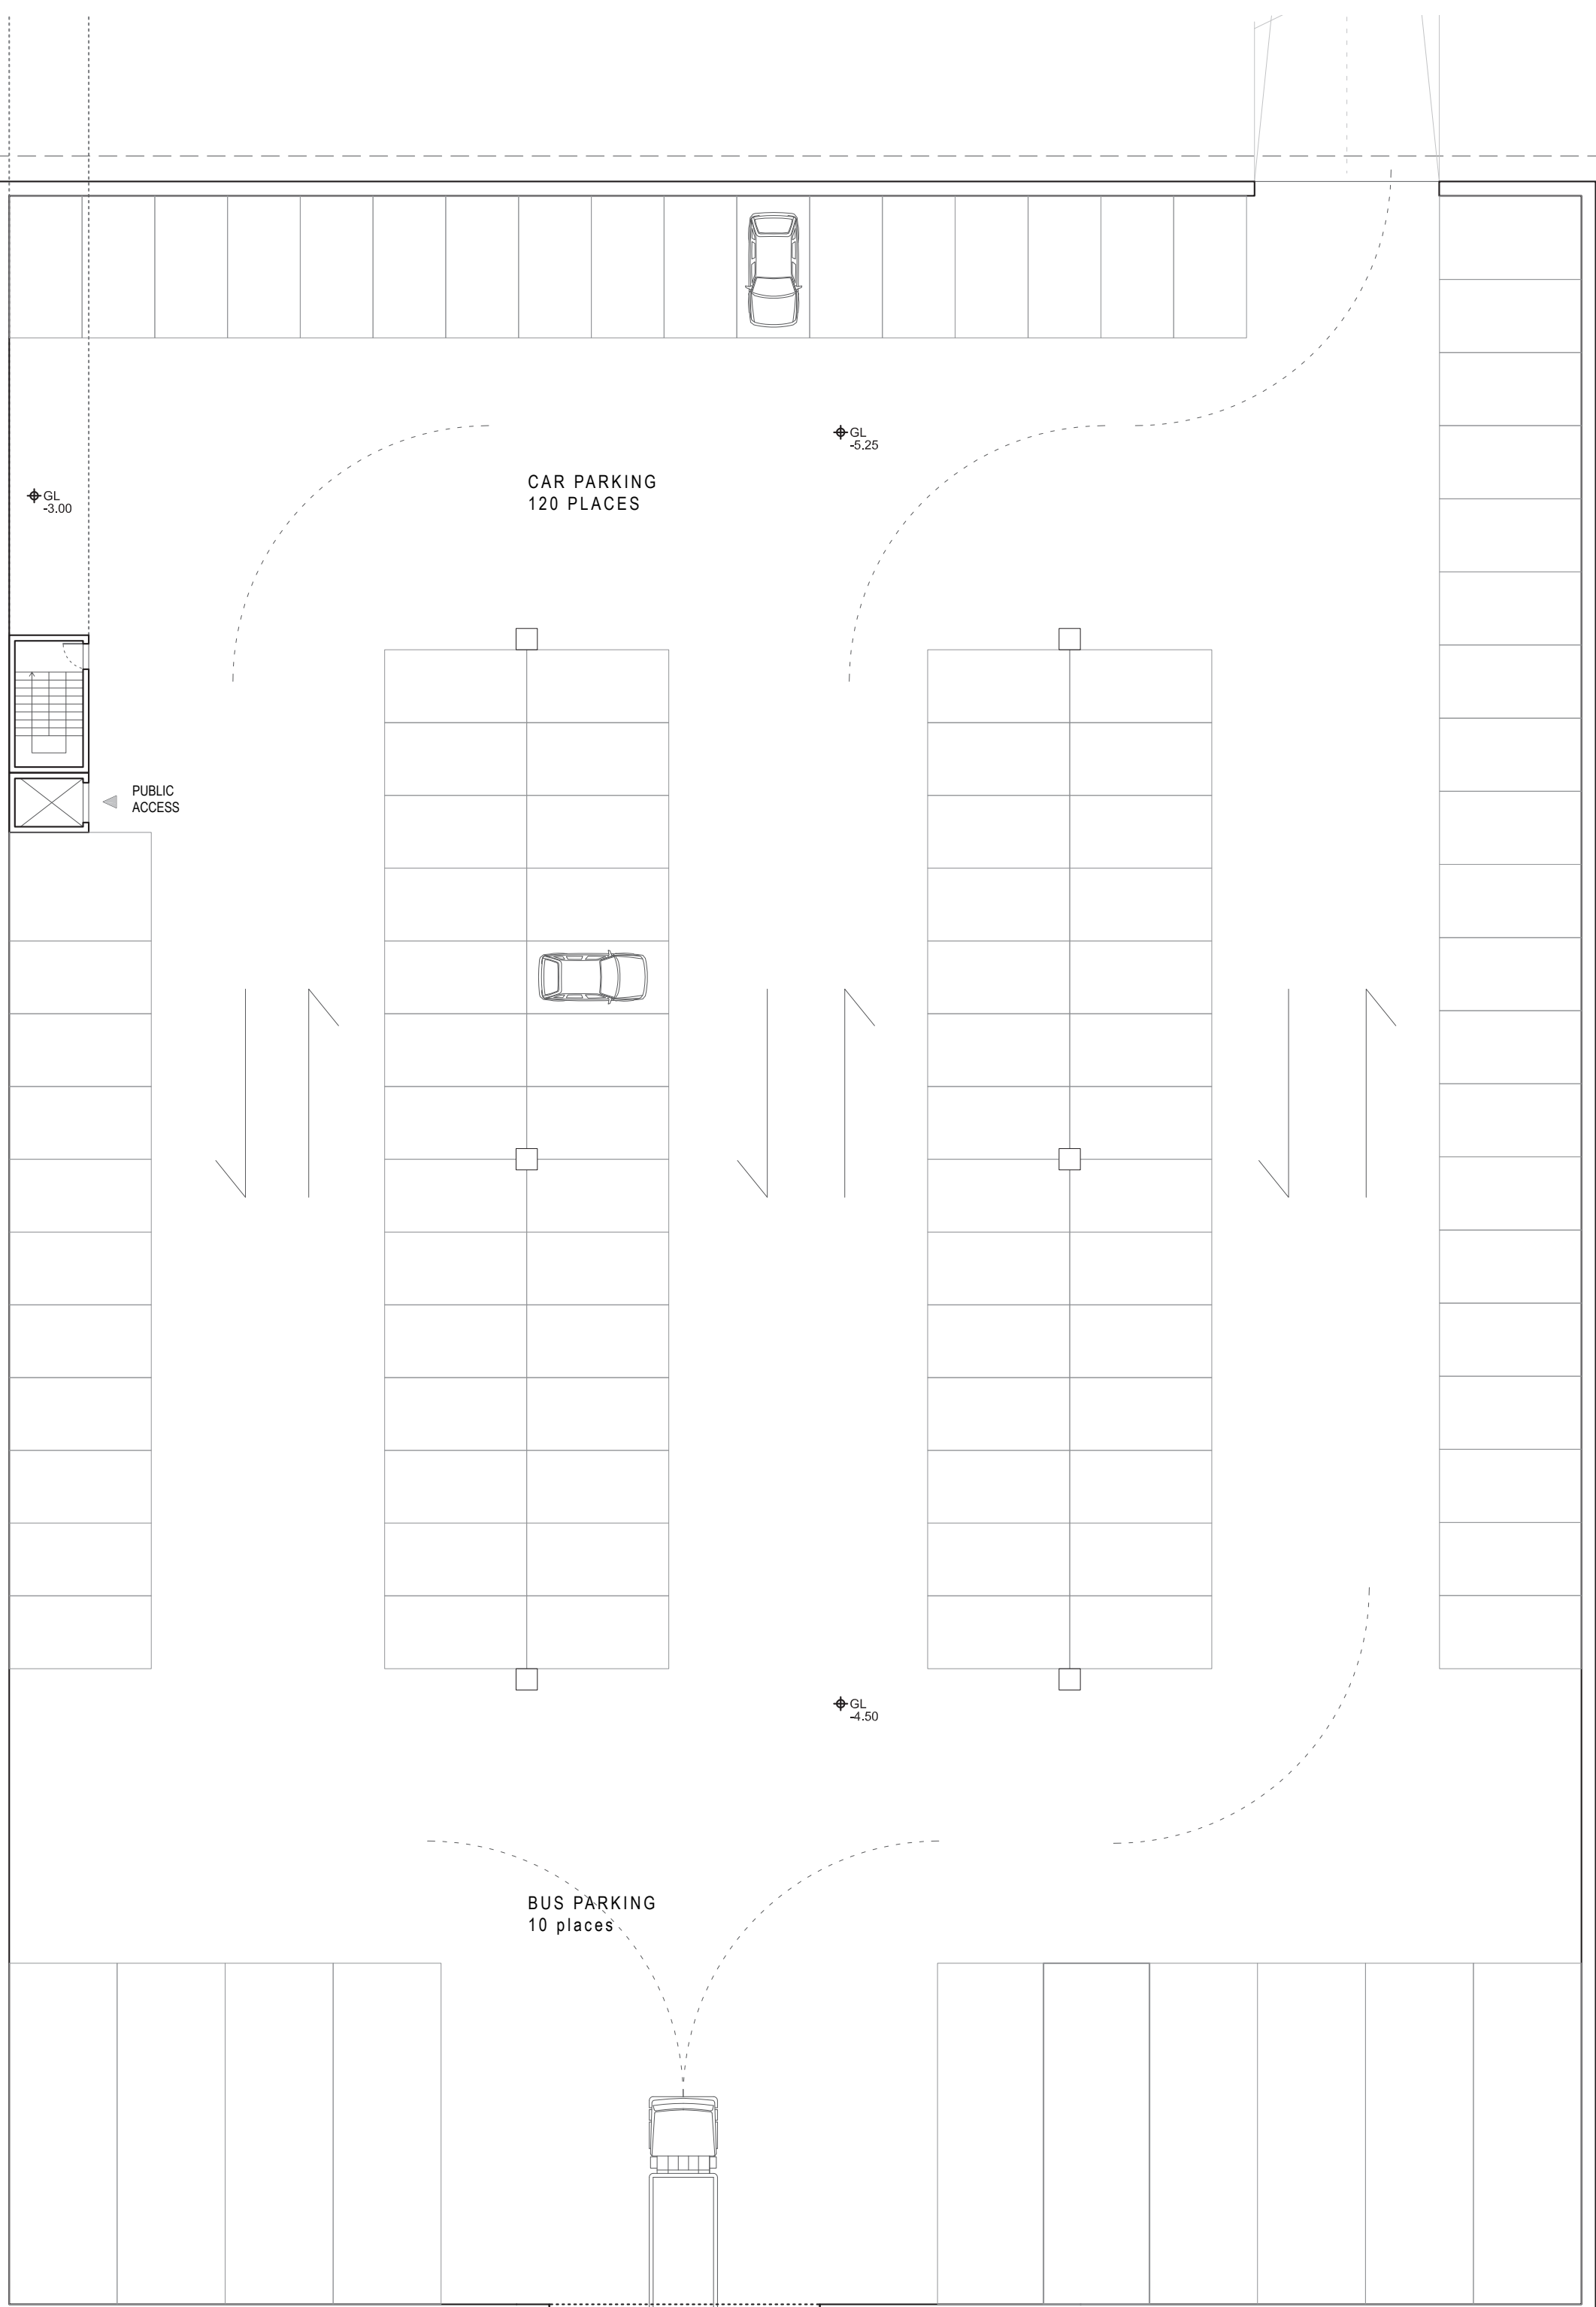 GL
-5.25
CAR PARKING
120 PLACES
GL
-3.00
PUBLIC
ACCESS
GL
-4.50
BUS PARKING
10 places